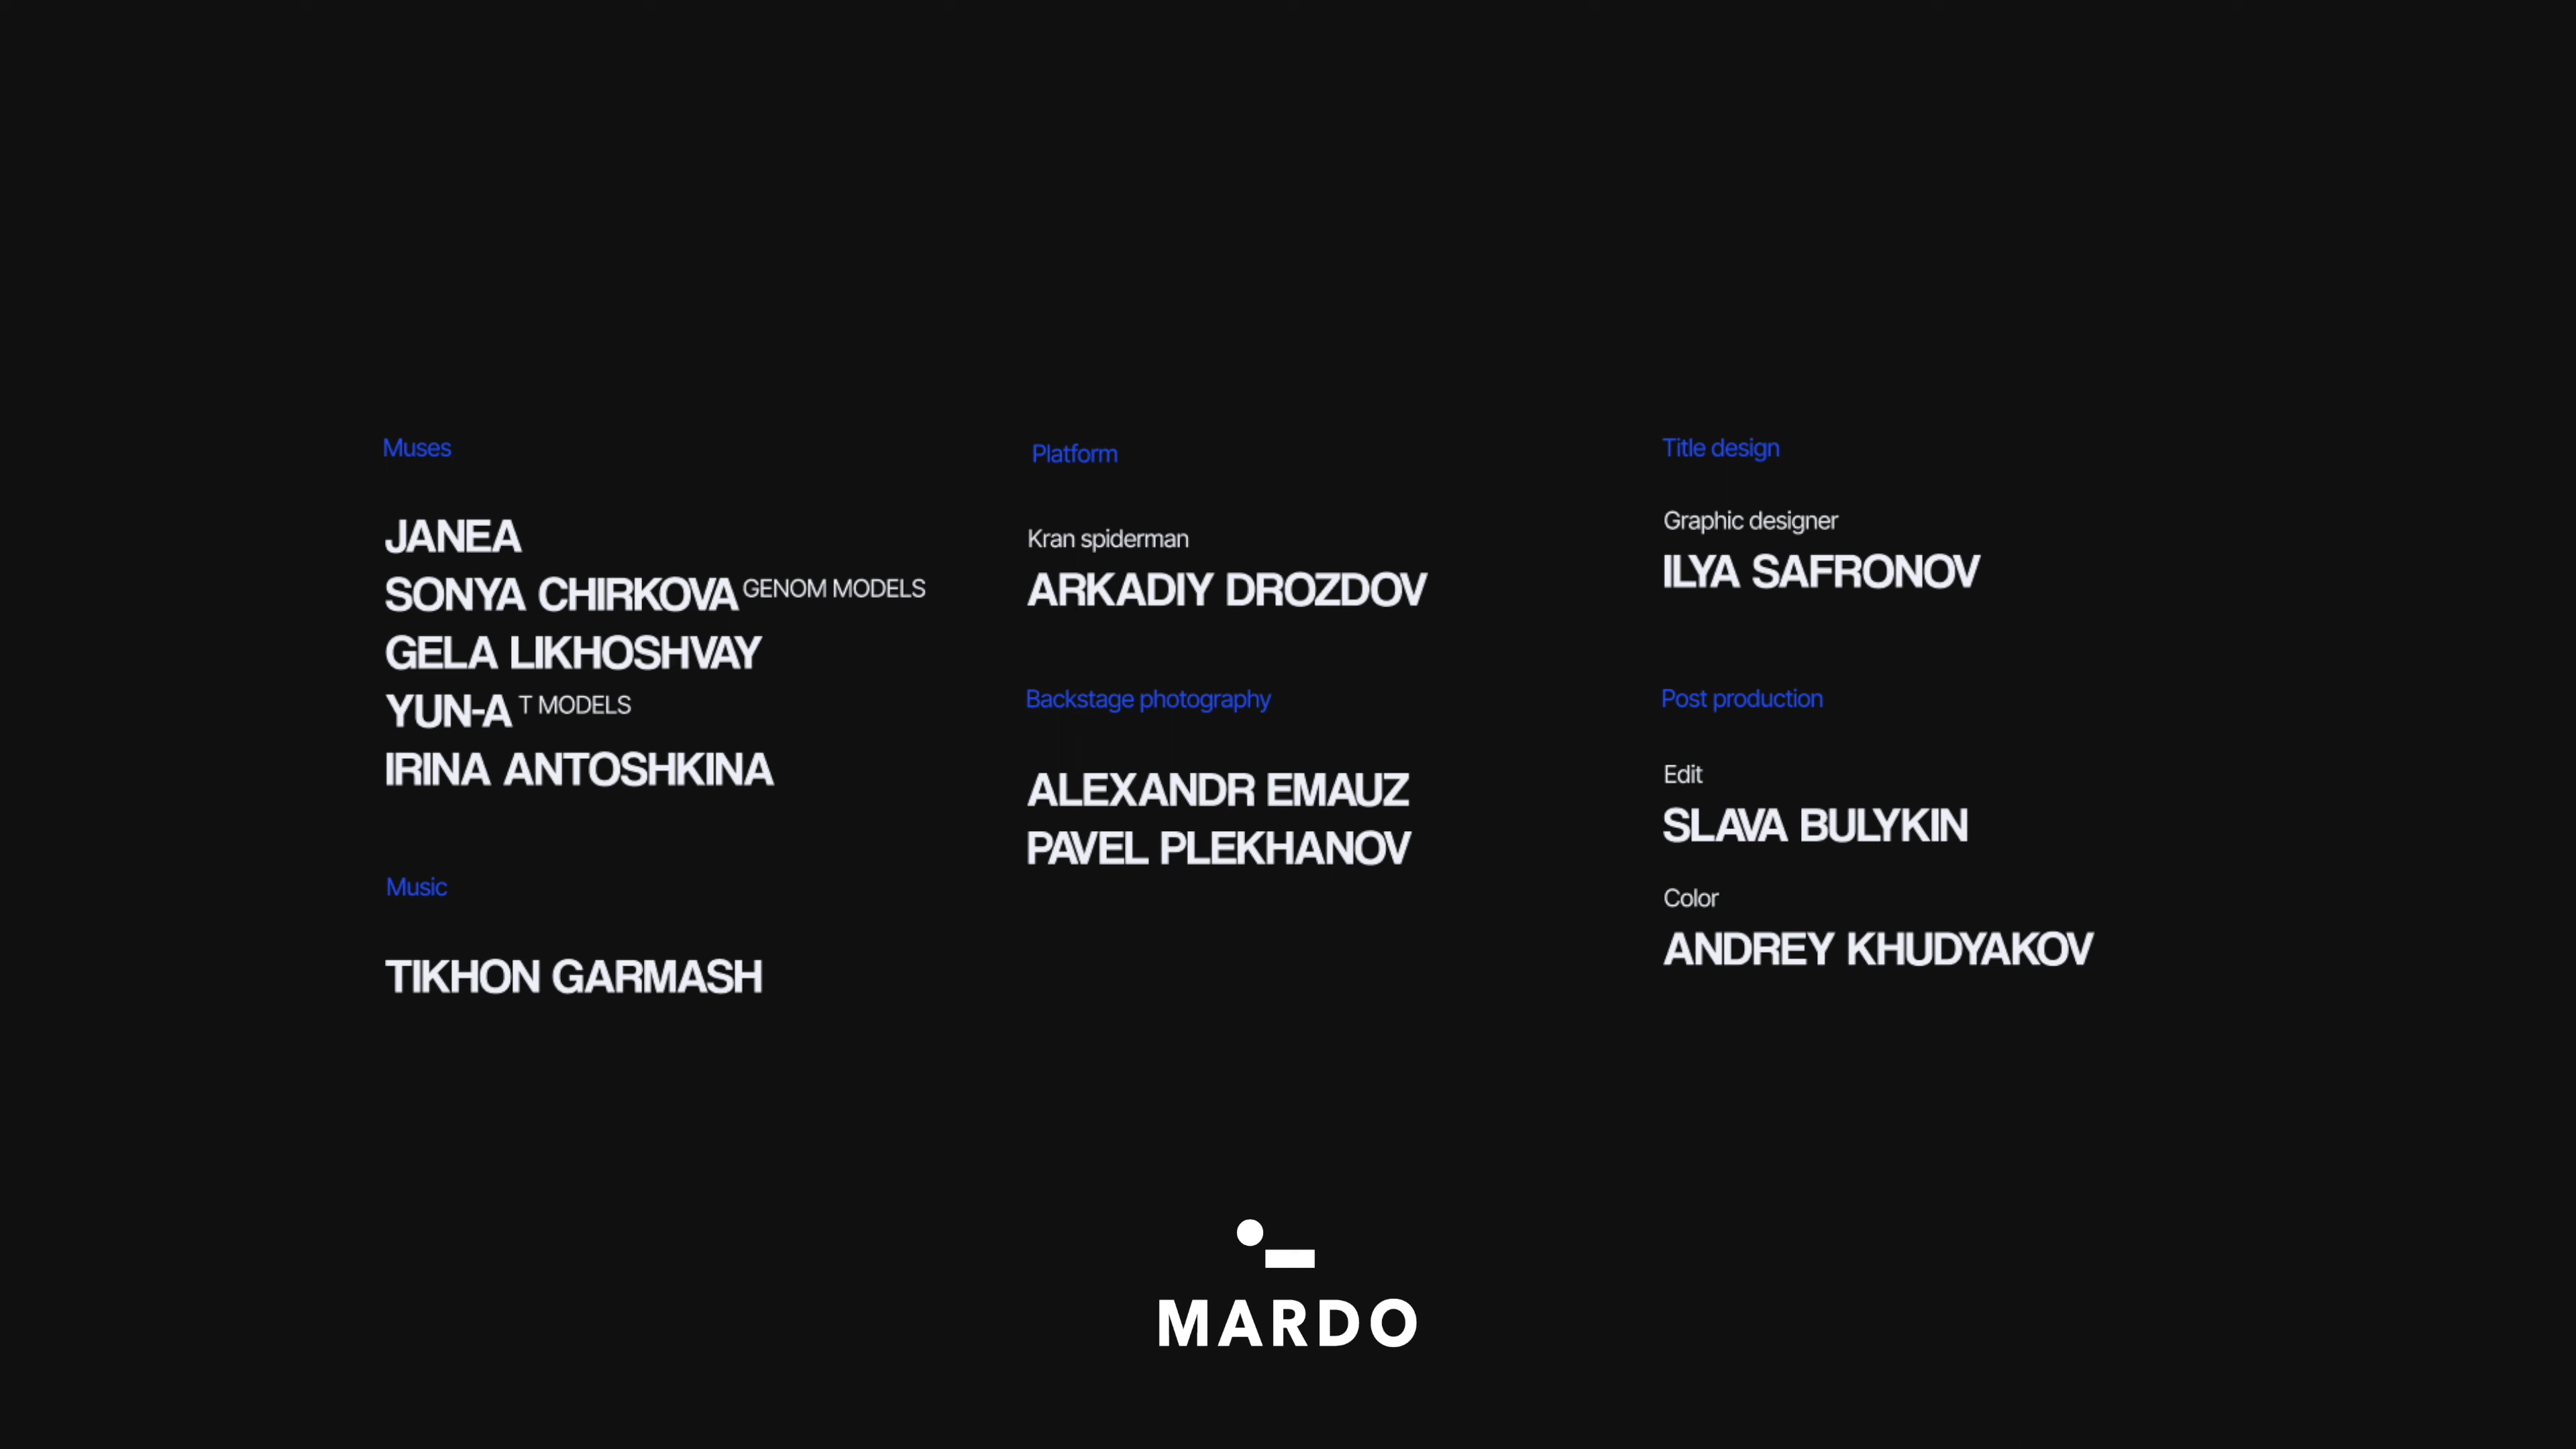 Muses
JANEA
SONYA CHIRKOVA GENOM MODELS
GELA LIKHOSHVAY
YUN-A T MODELS
IRINA ANTOSHKINA
Music
TIKHON GARMASH
Platform
Kran spiderman
ARKADIY DROZDOV
Backstage photography
ALEXANDR EMAUZ
PAVEL PLEKHANOV
Title design
Graphic designer
ILYA SAFRONOV
Post production
Edit
SLAVA BULYKIN
Color
ANDREY KHUDYAKOV
MARDO